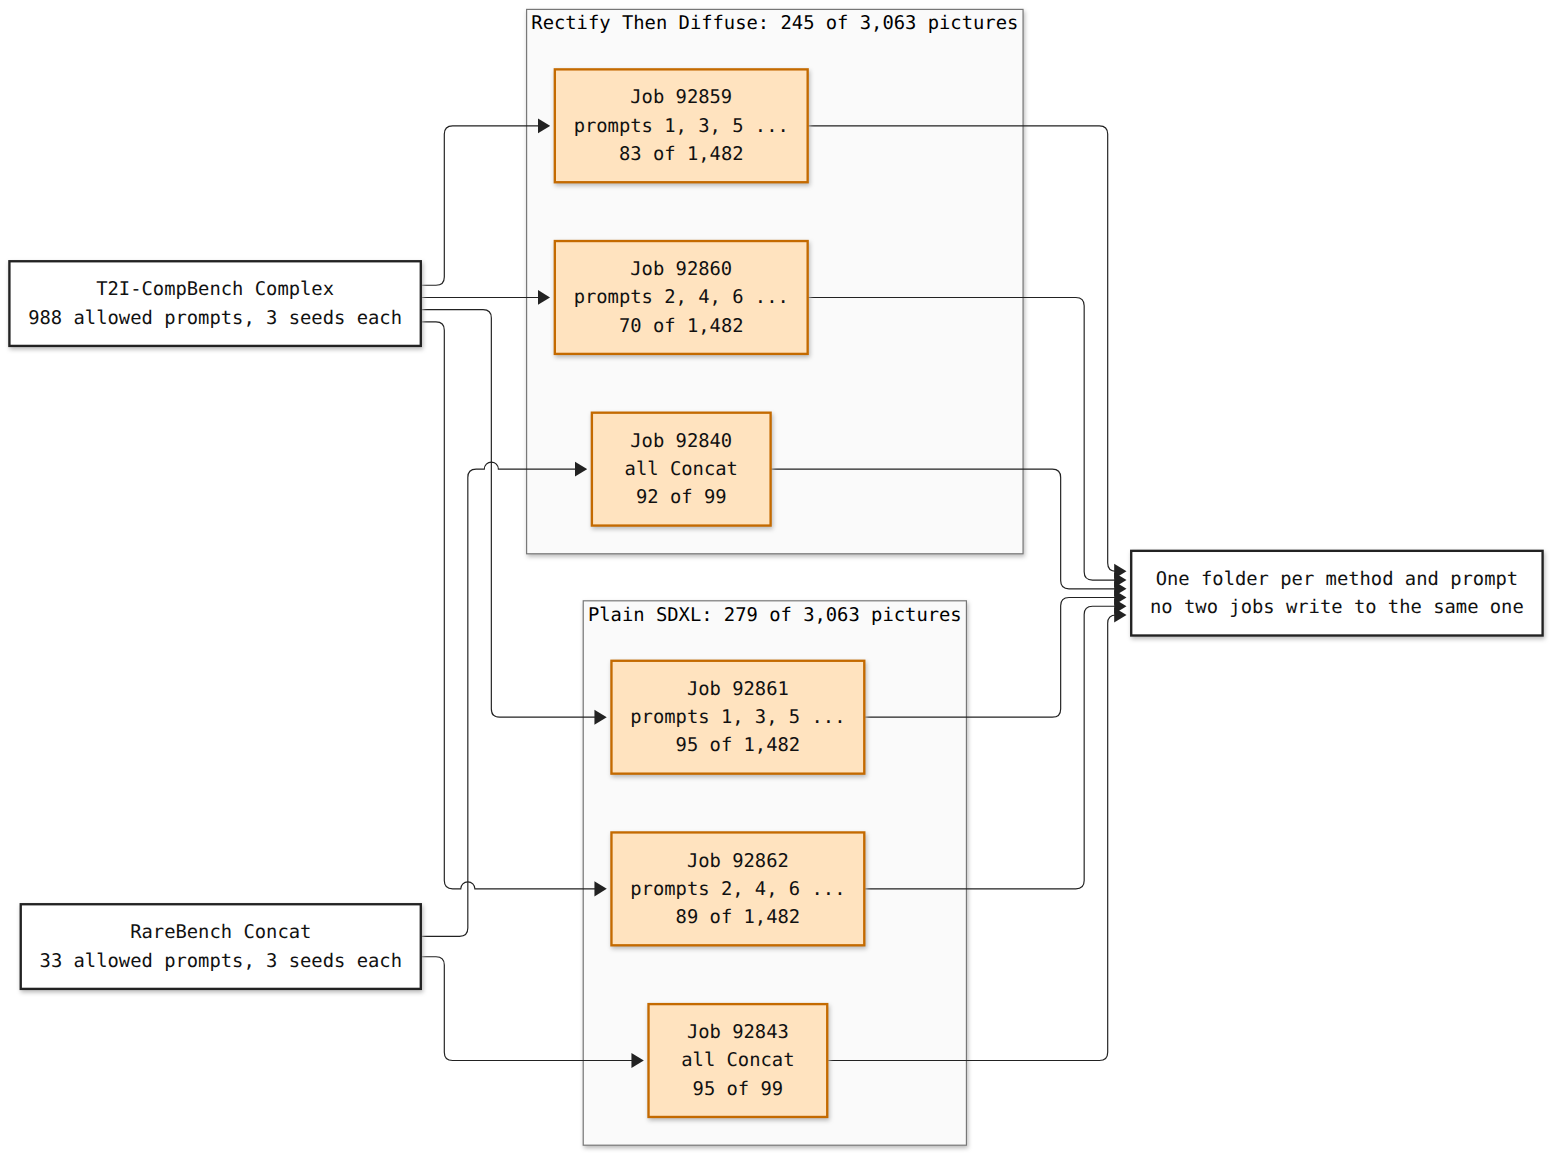 Rectify Then Diffuse: 245 of 3,063 pictures
Job 92859
prompts 1, 3, 5 ...
83 of 1,482
Job 92860
prompts 2, 4, 6 ...
70 of 1,482
T2I-CompBench Complex
988 allowed prompts, 3 seeds each
Job 92840
all Concat
92 of 99
One folder per method and prompt
no two jobs write to the same one
Plain SDXL: 279 of 3,063 pictures
Job 92861
prompts 1, 3, 5 ...
95 of 1,482
Job 92862
prompts 2, 4, 6 ...
89 of 1,482
RareBench Concat
33 allowed prompts, 3 seeds each
Job 92843
all Concat
95 of 99